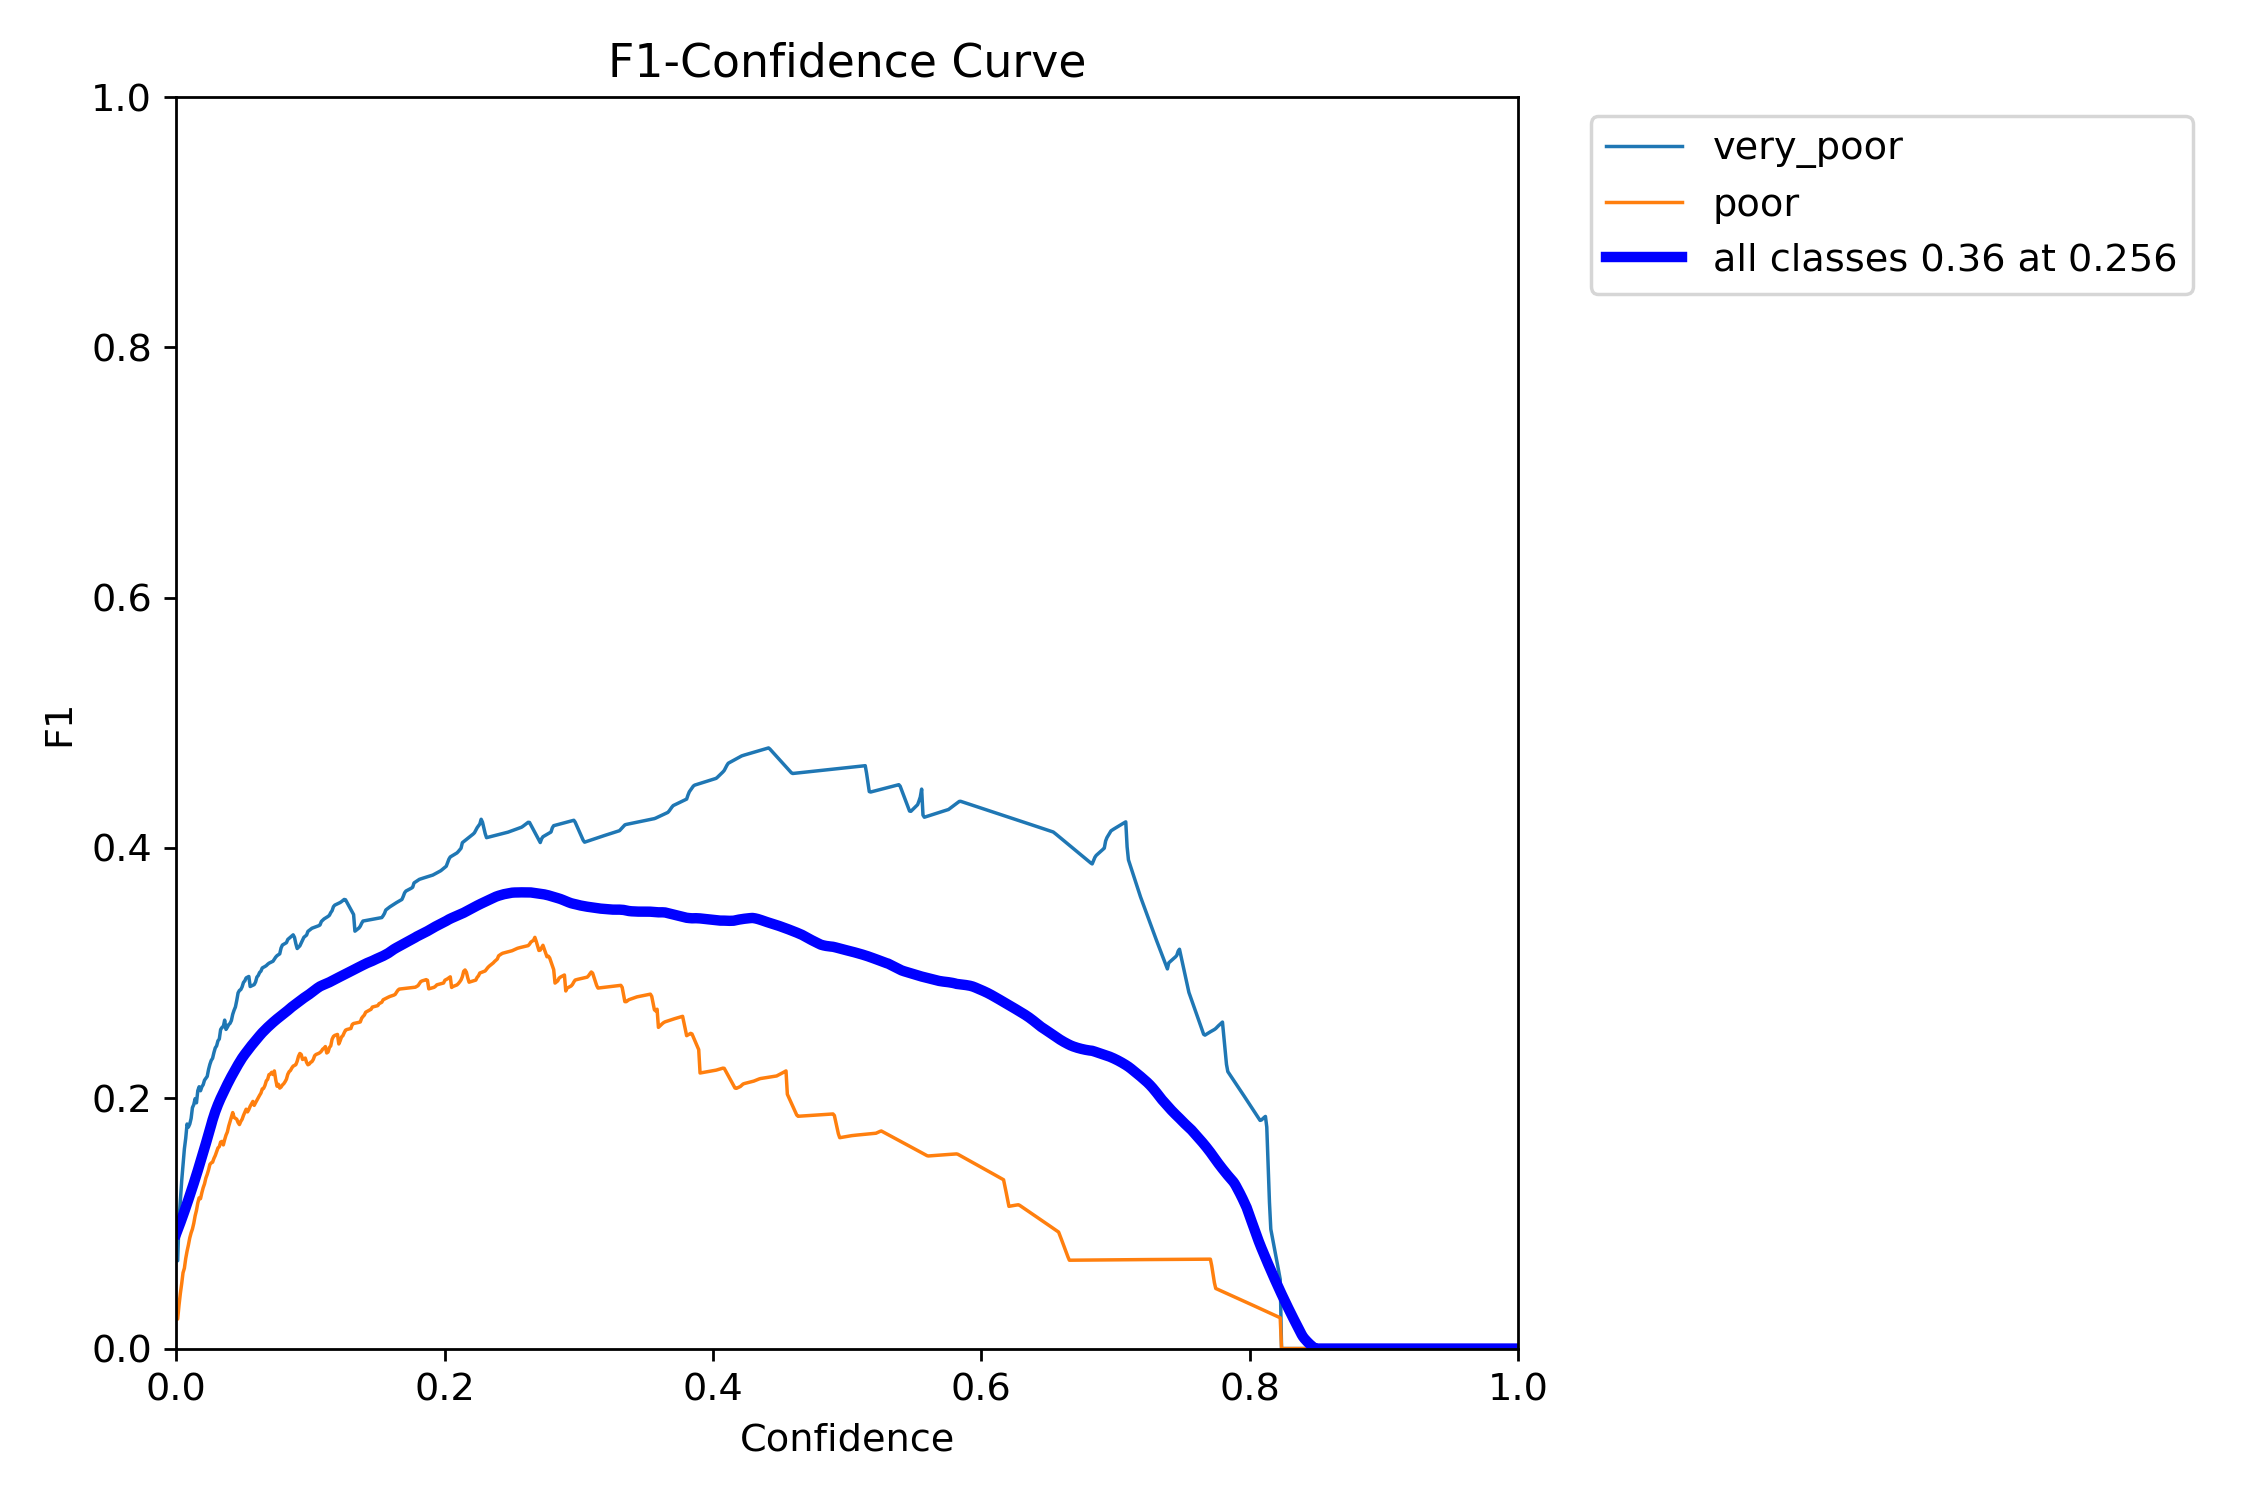 F1-Confidence Curve
1.0
0.8
0.6
0.4
0.2
0.0
F1
0.0 0.2 0.4 0.6 0.8 1.0
Confidence
very_poor
poor
all classes 0.36 at 0.256